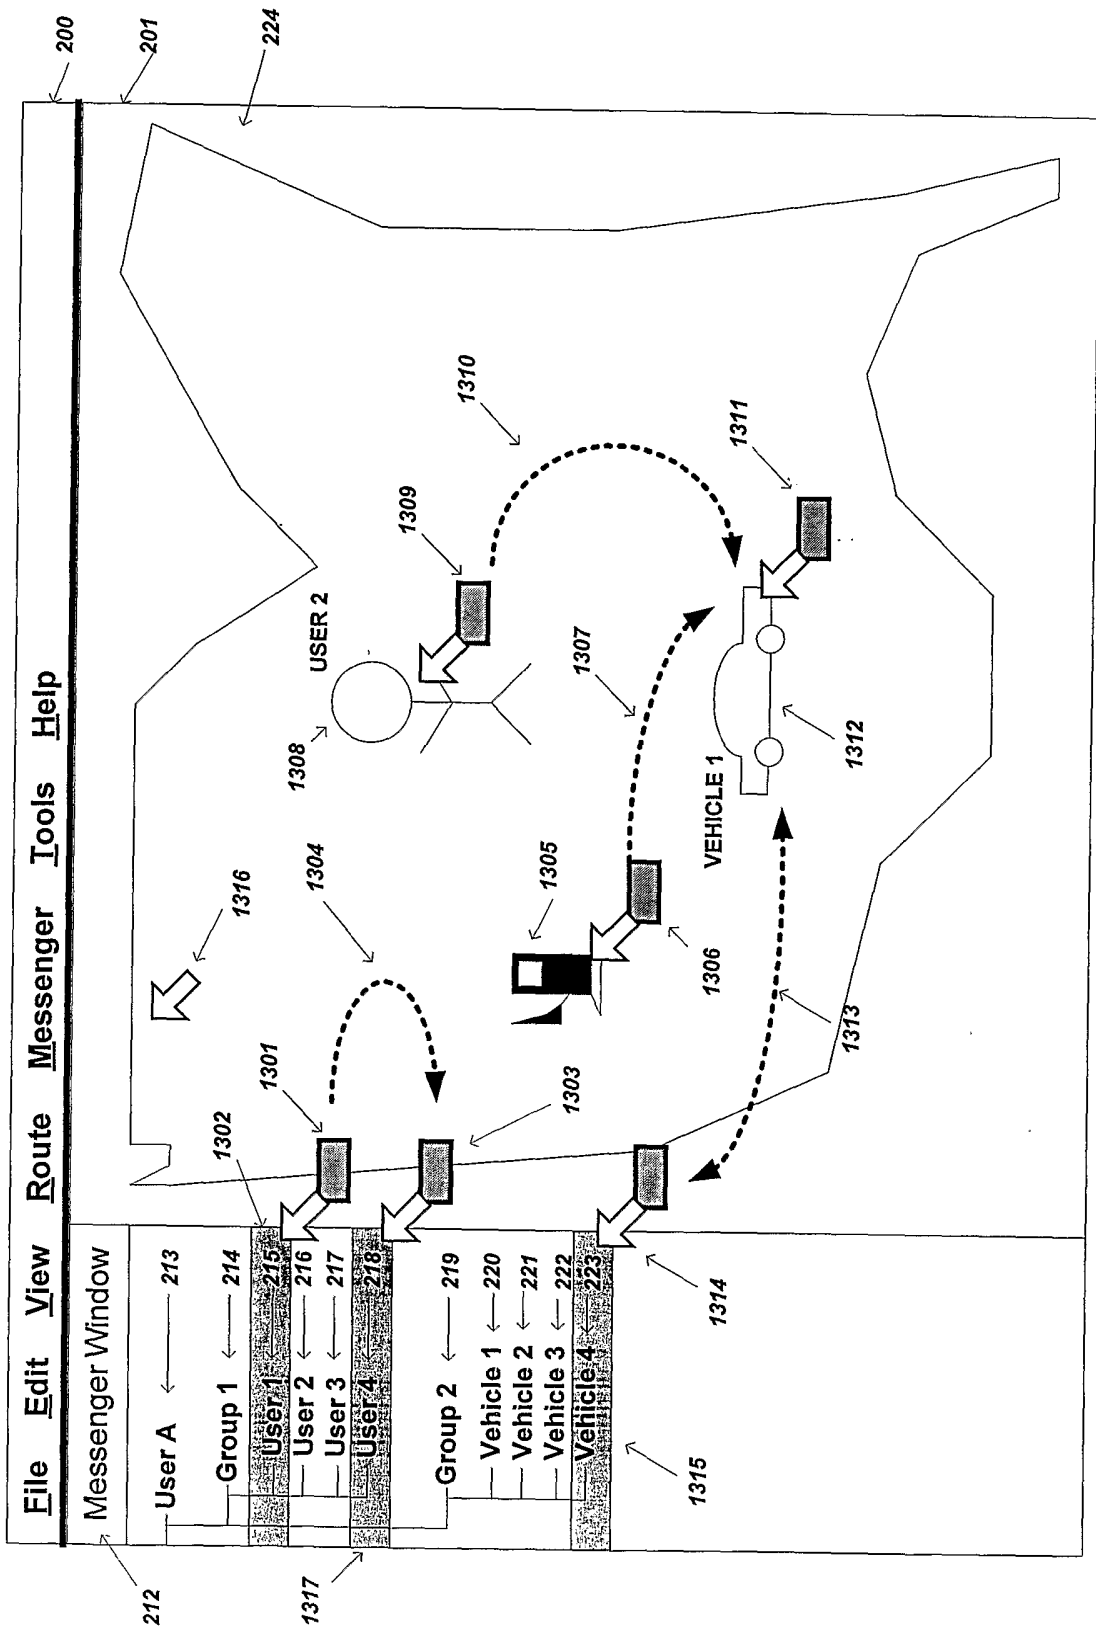 File Edit View Route Messenger Tools Help
200
201
224
Messenger Window
212
User A 213
Group 1 214
User 1 215
User 2 216
User 3 217
User 4 218
Group 2 219
Vehicle 1 220
Vehicle 2 221
Vehicle 3 222
Vehicle 4 223
1317
1315
1314
1302
1301
1303
1316
1304
1305
1306
1313
1308
USER 2
1309
1307
1310
VEHICLE 1
1312
1311